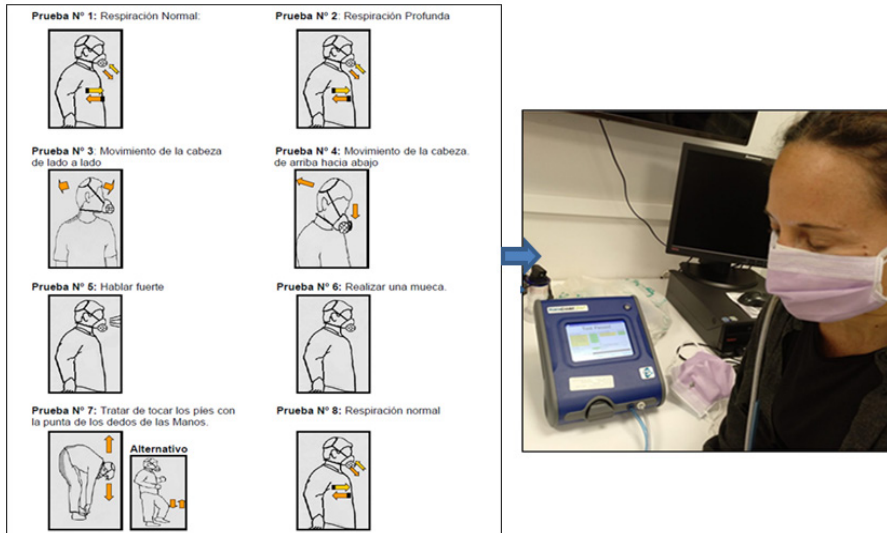 Prueba Nº 1: Respiración Normal:
Prueba Nº 2: Respiración Profunda
Prueba Nº 3: Movimiento de la cabeza
de lado a lado
Prueba Nº 4: Movimiento de la cabeza.
de arriba hacia abajo
Prueba Nº 5: Hablar fuerte
Prueba Nº 6: Realizar una mueca.
Prueba Nº 7: Tratar de tocar los pies con
la punta de los dedos de las Manos.
Alternativo
Prueba Nº 8: Respiración normal